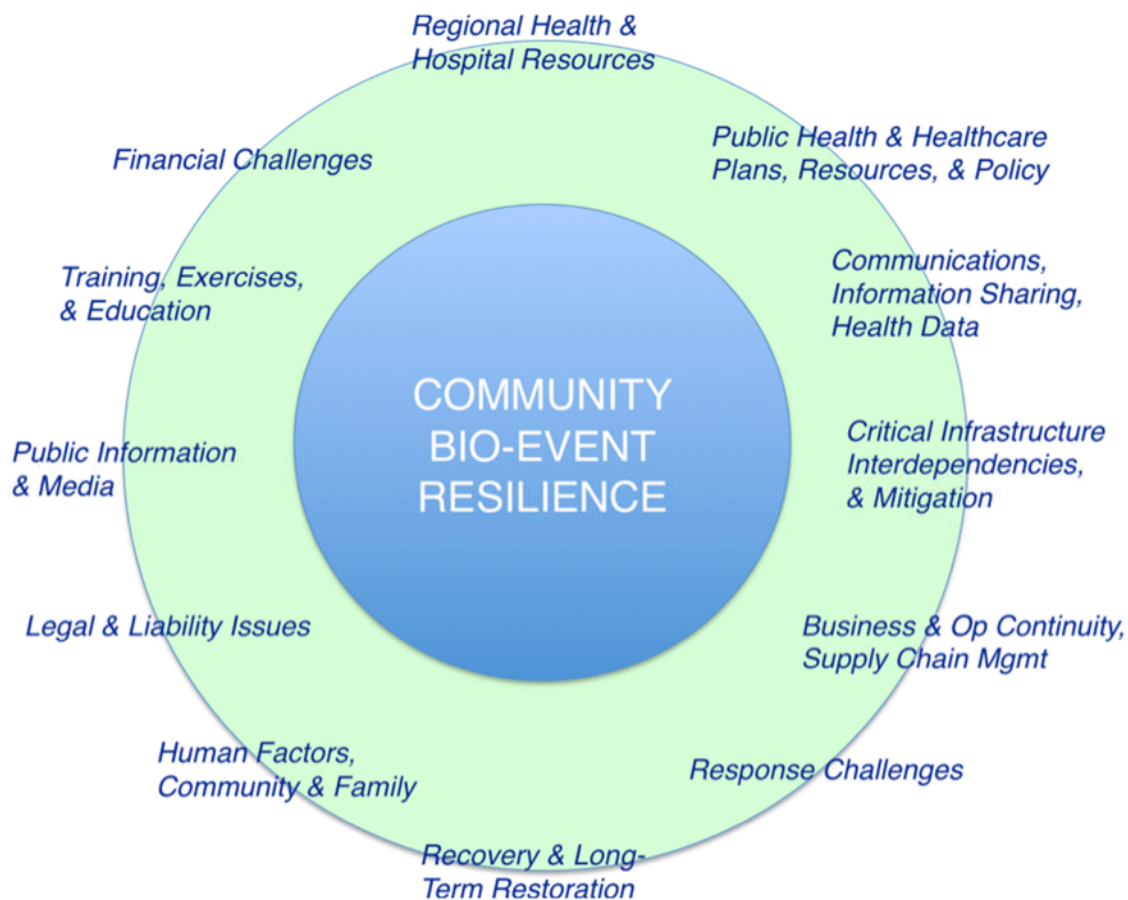 Regional Health &
Hospital Resources
Public Health & Healthcare
Plans, Resources, & Policy
Communications,
Information Sharing,
Health Data
Critical Infrastructure
Interdependencies,
& Mitigation
Business & Op Continuity,
Supply Chain Mgmt
Response Challenges
Recovery & Long-
Term Restoration
Human Factors,
Community & Family
Legal & Liability Issues
Public Information
& Media
Training, Exercises,
& Education
Financial Challenges
COMMUNITY
BIO-EVENT
RESILIENCE